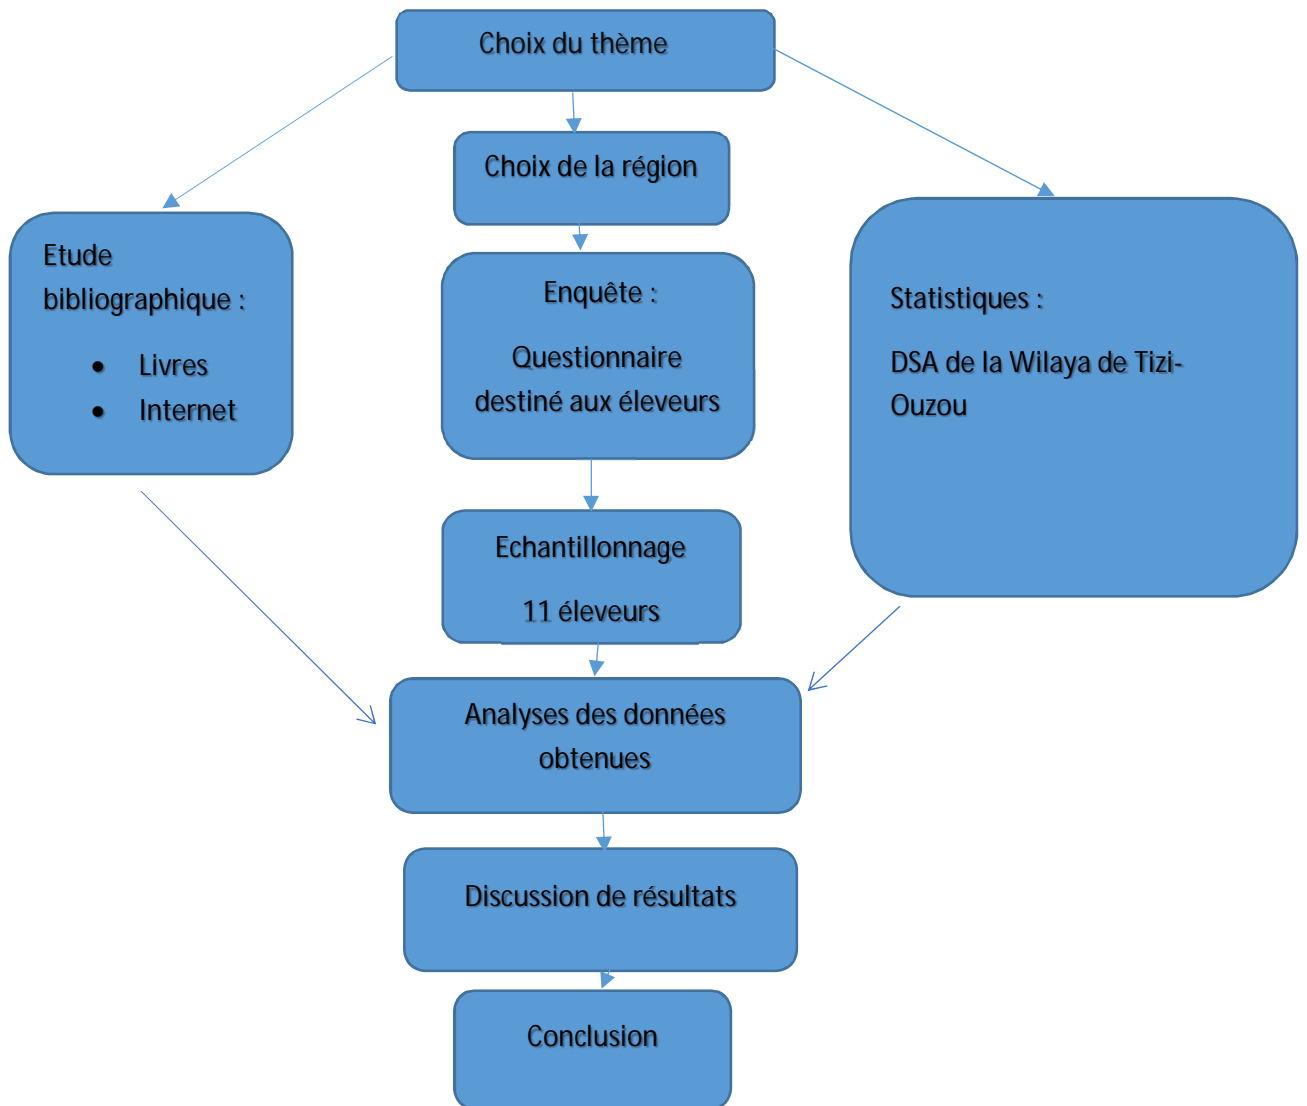 Choix du thème
Choix de la région
Etude
bibliographique :
• Livres
• Internet
Enquête :
Questionnaire
destiné aux éleveurs
Statistiques :
DSA de la Wilaya de Tizi-
Ouzou
Echantillonnage
11 éleveurs
Analyses des données
obtenues
Discussion de résultats
Conclusion